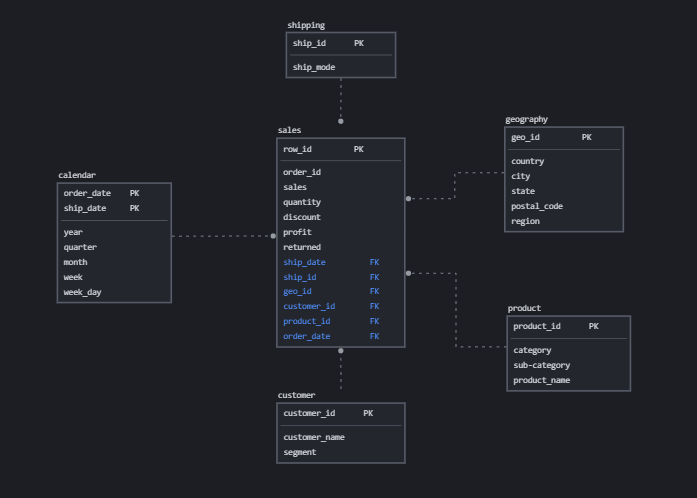 shipping
ship_id PK
ship_mode
sales
row_id PK
order_id
sales
quantity
discount
profit
returned
ship_date FK
ship_id FK
geo_id FK
customer_id FK
product_id FK
order_date FK
geography
geo_id PK
country
city
state
postal_code
region
calendar
order_date PK
ship_date PK
year
quarter
month
week
week_day
product
product_id PK
category
sub-category
product_name
customer
customer_id PK
customer_name
segment